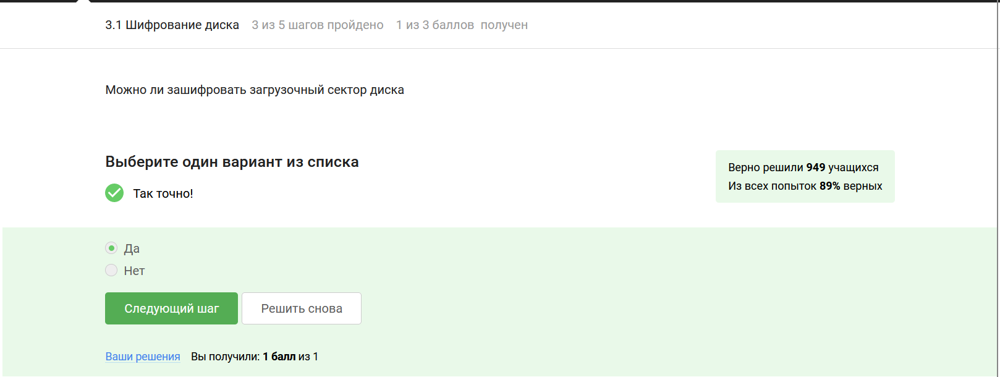 3.1 Шифрование диска 3 из 5 шагов пройдено 1 из 3 баллов получен
Можно ли зашифровать загрузочный сектор диска
Выберите один вариант из списка
Так точно!
Верно решили 949 учащихся
Из всех попыток 89% верных
Да
Нет
Следующий шаг Решить снова
Ваши решения Вы получили: 1 балл из 1